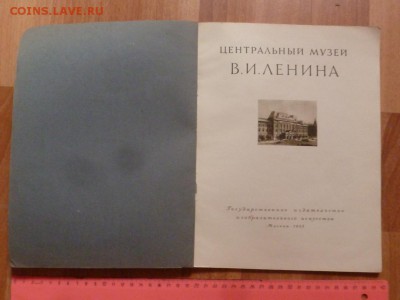 COINS.LAVE.RU
ЦЕНТРАЛЬНЫЙ МУЗЕЙ
В. И. ЛЕНИНА
Государственное издательство
изобразительного искусства
Москва